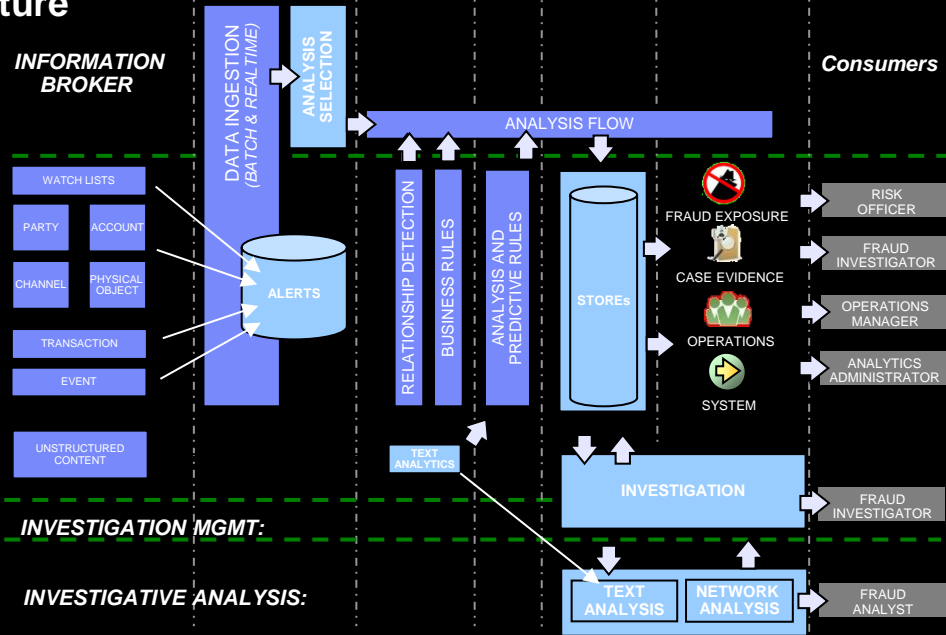 ture
INFORMATION
BROKER
DATA INGESTION
(BATCH & REALTIME)
ANALYSIS
SELECTION
Consumers
ANALYSIS FLOW
WATCH LISTS
PARTY
ACCOUNT
CHANNEL
PHYSICAL
OBJECT
TRANSACTION
EVENT
UNSTRUCTURED
CONTENT
ALERTS
RELATIONSHIP DETECTION
BUSINESS RULES
ANALYSIS AND
PREDICTIVE RULES
TEXT
ANALYTICS
STOREs
FRAUD EXPOSURE
CASE EVIDENCE
OPERATIONS
SYSTEM
RISK
OFFICER
FRAUD
INVESTIGATOR
OPERATIONS
MANAGER
ANALYTICS
ADMINISTRATOR
INVESTIGATION
FRAUD
INVESTIGATOR
INVESTIGATION MGMT:
INVESTIGATIVE ANALYSIS:
TEXT
ANALYSIS
NETWORK
ANALYSIS
FRAUD
ANALYST